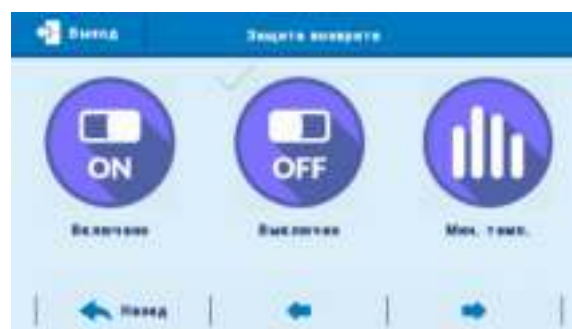 Выход
Защита возврата
ON
OFF
Включено
Выключено
Мин. темп.
Назад